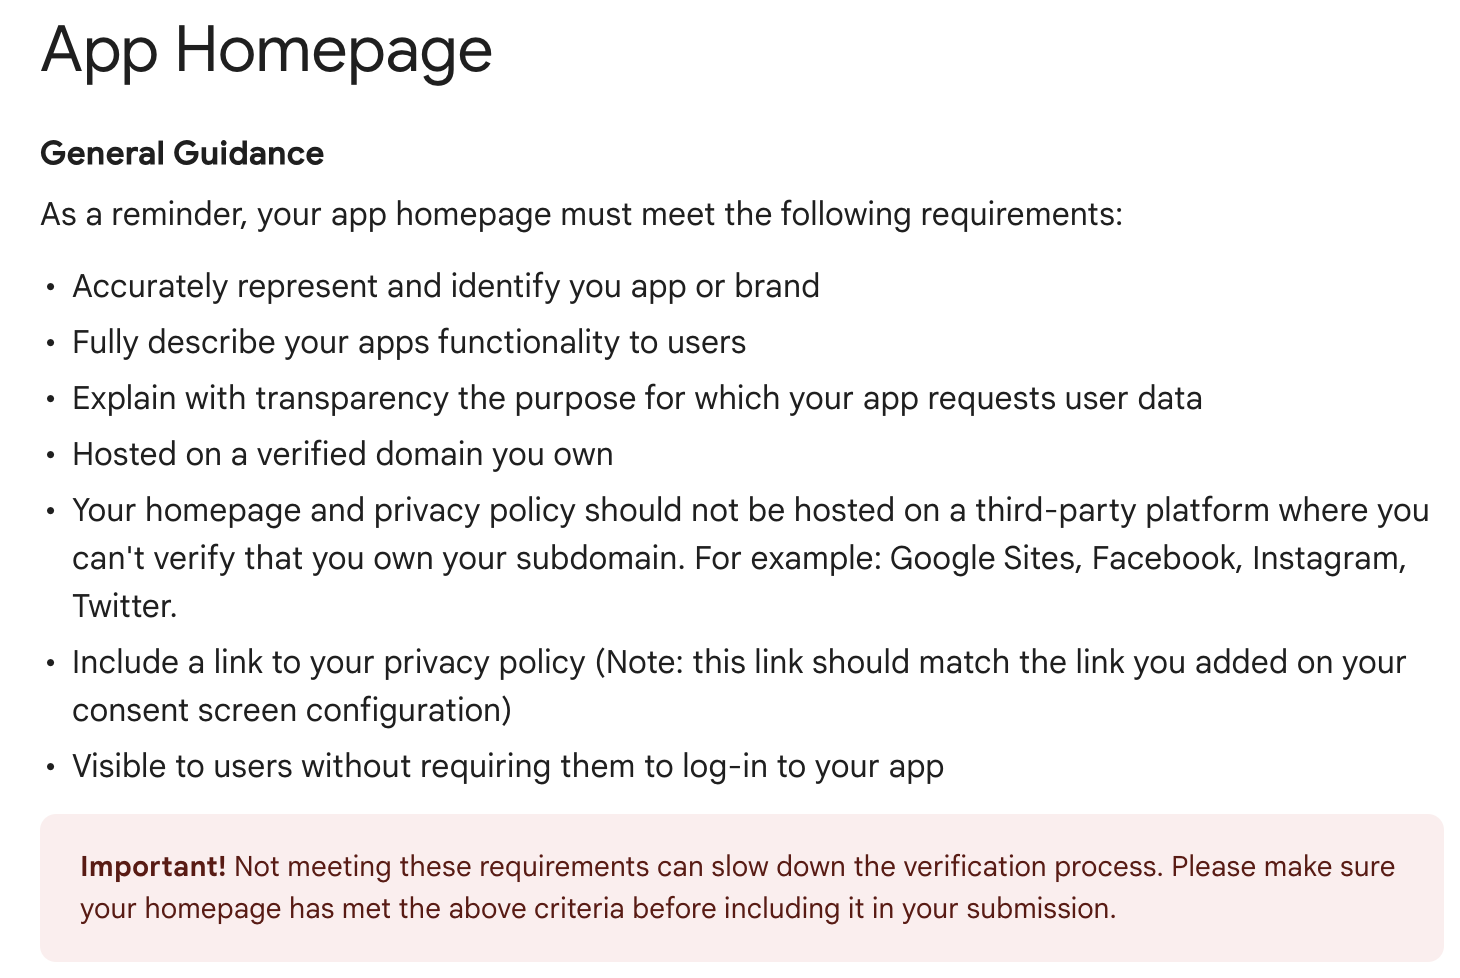 App Homepage
General Guidance
As a reminder, your app homepage must meet the following requirements:
• Accurately represent and identify you app or brand
• Fully describe your apps functionality to users
• Explain with transparency the purpose for which your app requests user data
• Hosted on a verified domain you own
• Your homepage and privacy policy should not be hosted on a third-party platform where you
can't verify that you own your subdomain. For example: Google Sites, Facebook, Instagram,
Twitter.
• Include a link to your privacy policy (Note: this link should match the link you added on your
consent screen configuration)
• Visible to users without requiring them to log-in to your app
Important! Not meeting these requirements can slow down the verification process. Please make sure
your homepage has met the above criteria before including it in your submission.